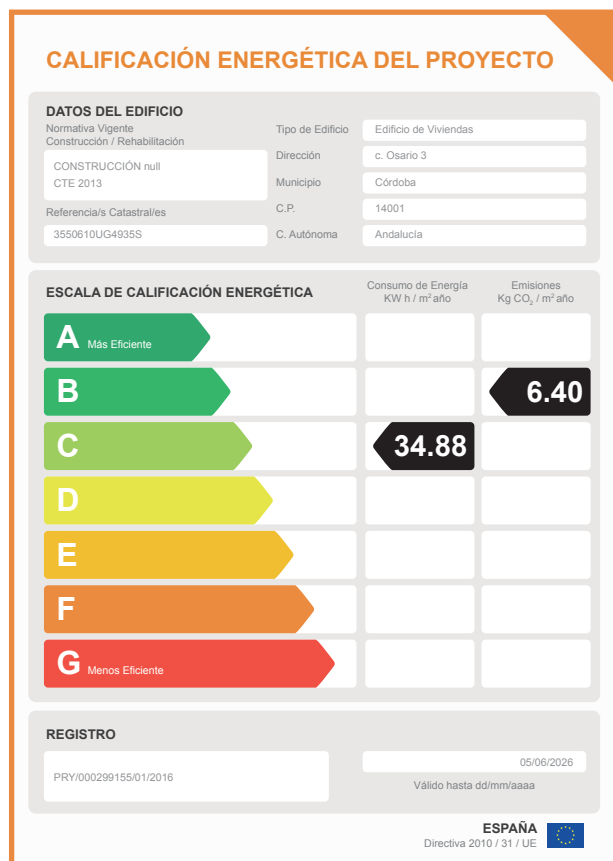 CALIFICACIÓN ENERGÉTICA DEL PROYECTO
DATOS DEL EDIFICIO
Normativa Vigente
Construcción / Rehabilitación
CONSTRUCCIÓN null
CTE 2013
Referencia/s Catastral/es
3550610UG4935S
Tipo de Edificio Edificio de Viviendas
Dirección c. Osario 3
Municipio Córdoba
C.P. 14001
C. Autónoma Andalucía
ESCALA DE CALIFICACIÓN ENERGÉTICA
Consumo de Energía
KW h / m² año
Emisiones
Kg CO₂ / m² año
A Más Eficiente
B 6.40
C 34.88
D
E
F
G Menos Eficiente
REGISTRO
PRY/000299155/01/2016
05/06/2026
Válido hasta dd/mm/aaaa
ESPAÑA
Directiva 2010 / 31 / UE